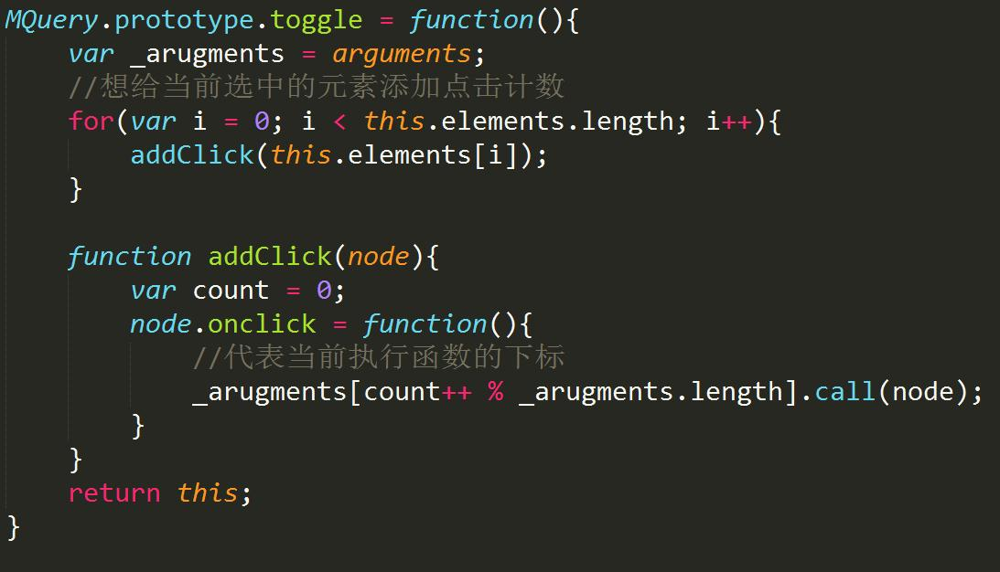 MQuery.prototype.toggle = function(){
    var _arugments = arguments;
    //想给当前选中的元素添加点击计数
    for(var i = 0; i < this.elements.length; i++){
        addClick(this.elements[i]);
    }

    function addClick(node){
        var count = 0;
        node.onclick = function(){
            //代表当前执行函数的下标
            _arugments[count++ % _arugments.length].call(node);
        }
    }
    return this;
}